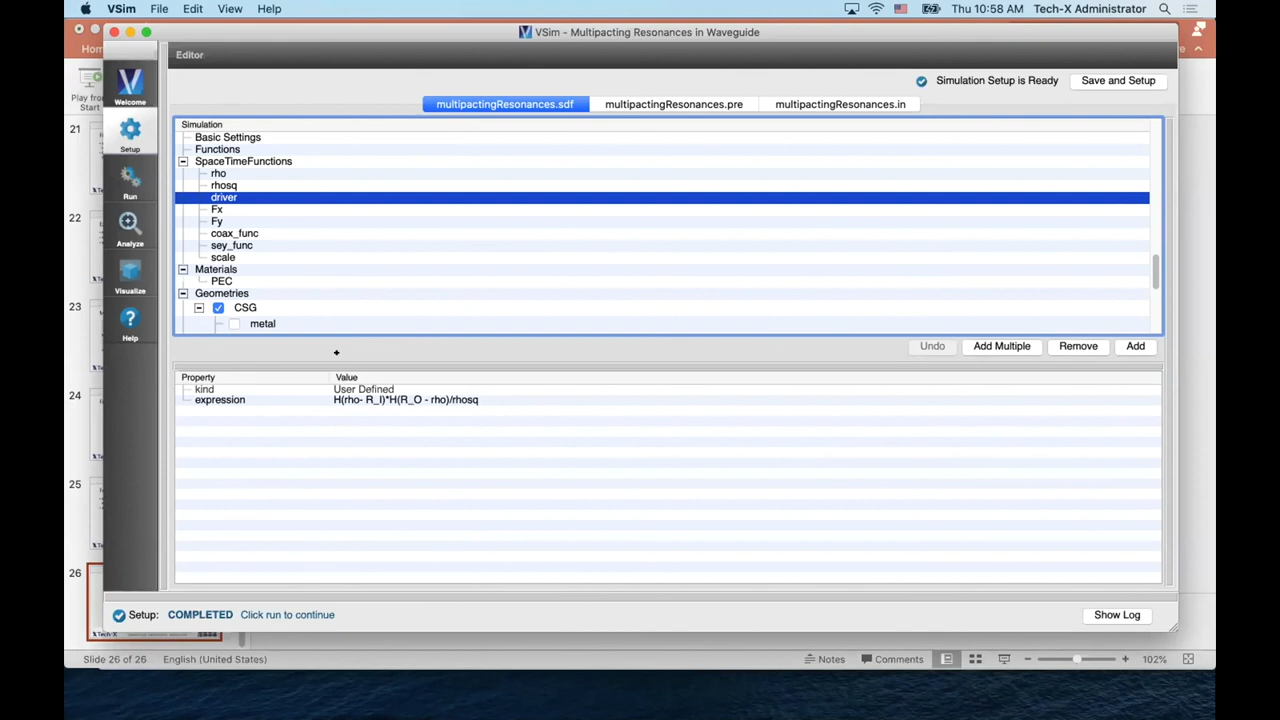 VSim File Edit View Help
Thu 10:58 AM Tech-X Administrator
VSim - Multipacting Resonances in Waveguide
Hom
Editor
Welcome
Simulation Setup is Ready
Save and Setup
Play from
Start
multipactingResonances.sdf
multipactingResonances.pre
multipactingResonances.in
Setup
Run
Analyze
Visualize
Help
Simulation
Basic Settings
Functions
SpaceTimeFunctions
rho
rhosq
driver
Fx
Fy
coax_func
sey_func
scale
Materials
PEC
Geometries
CSG
metal
Undo
Add Multiple
Remove
Add
Property Value
kind User Defined
expression H(rho- R_I)*H(R_O - rho)/rhosq
21
22
23
24
25
26
Setup: COMPLETED Click run to continue
Show Log
Slide 26 of 26
English (United States)
Notes
Comments
102%